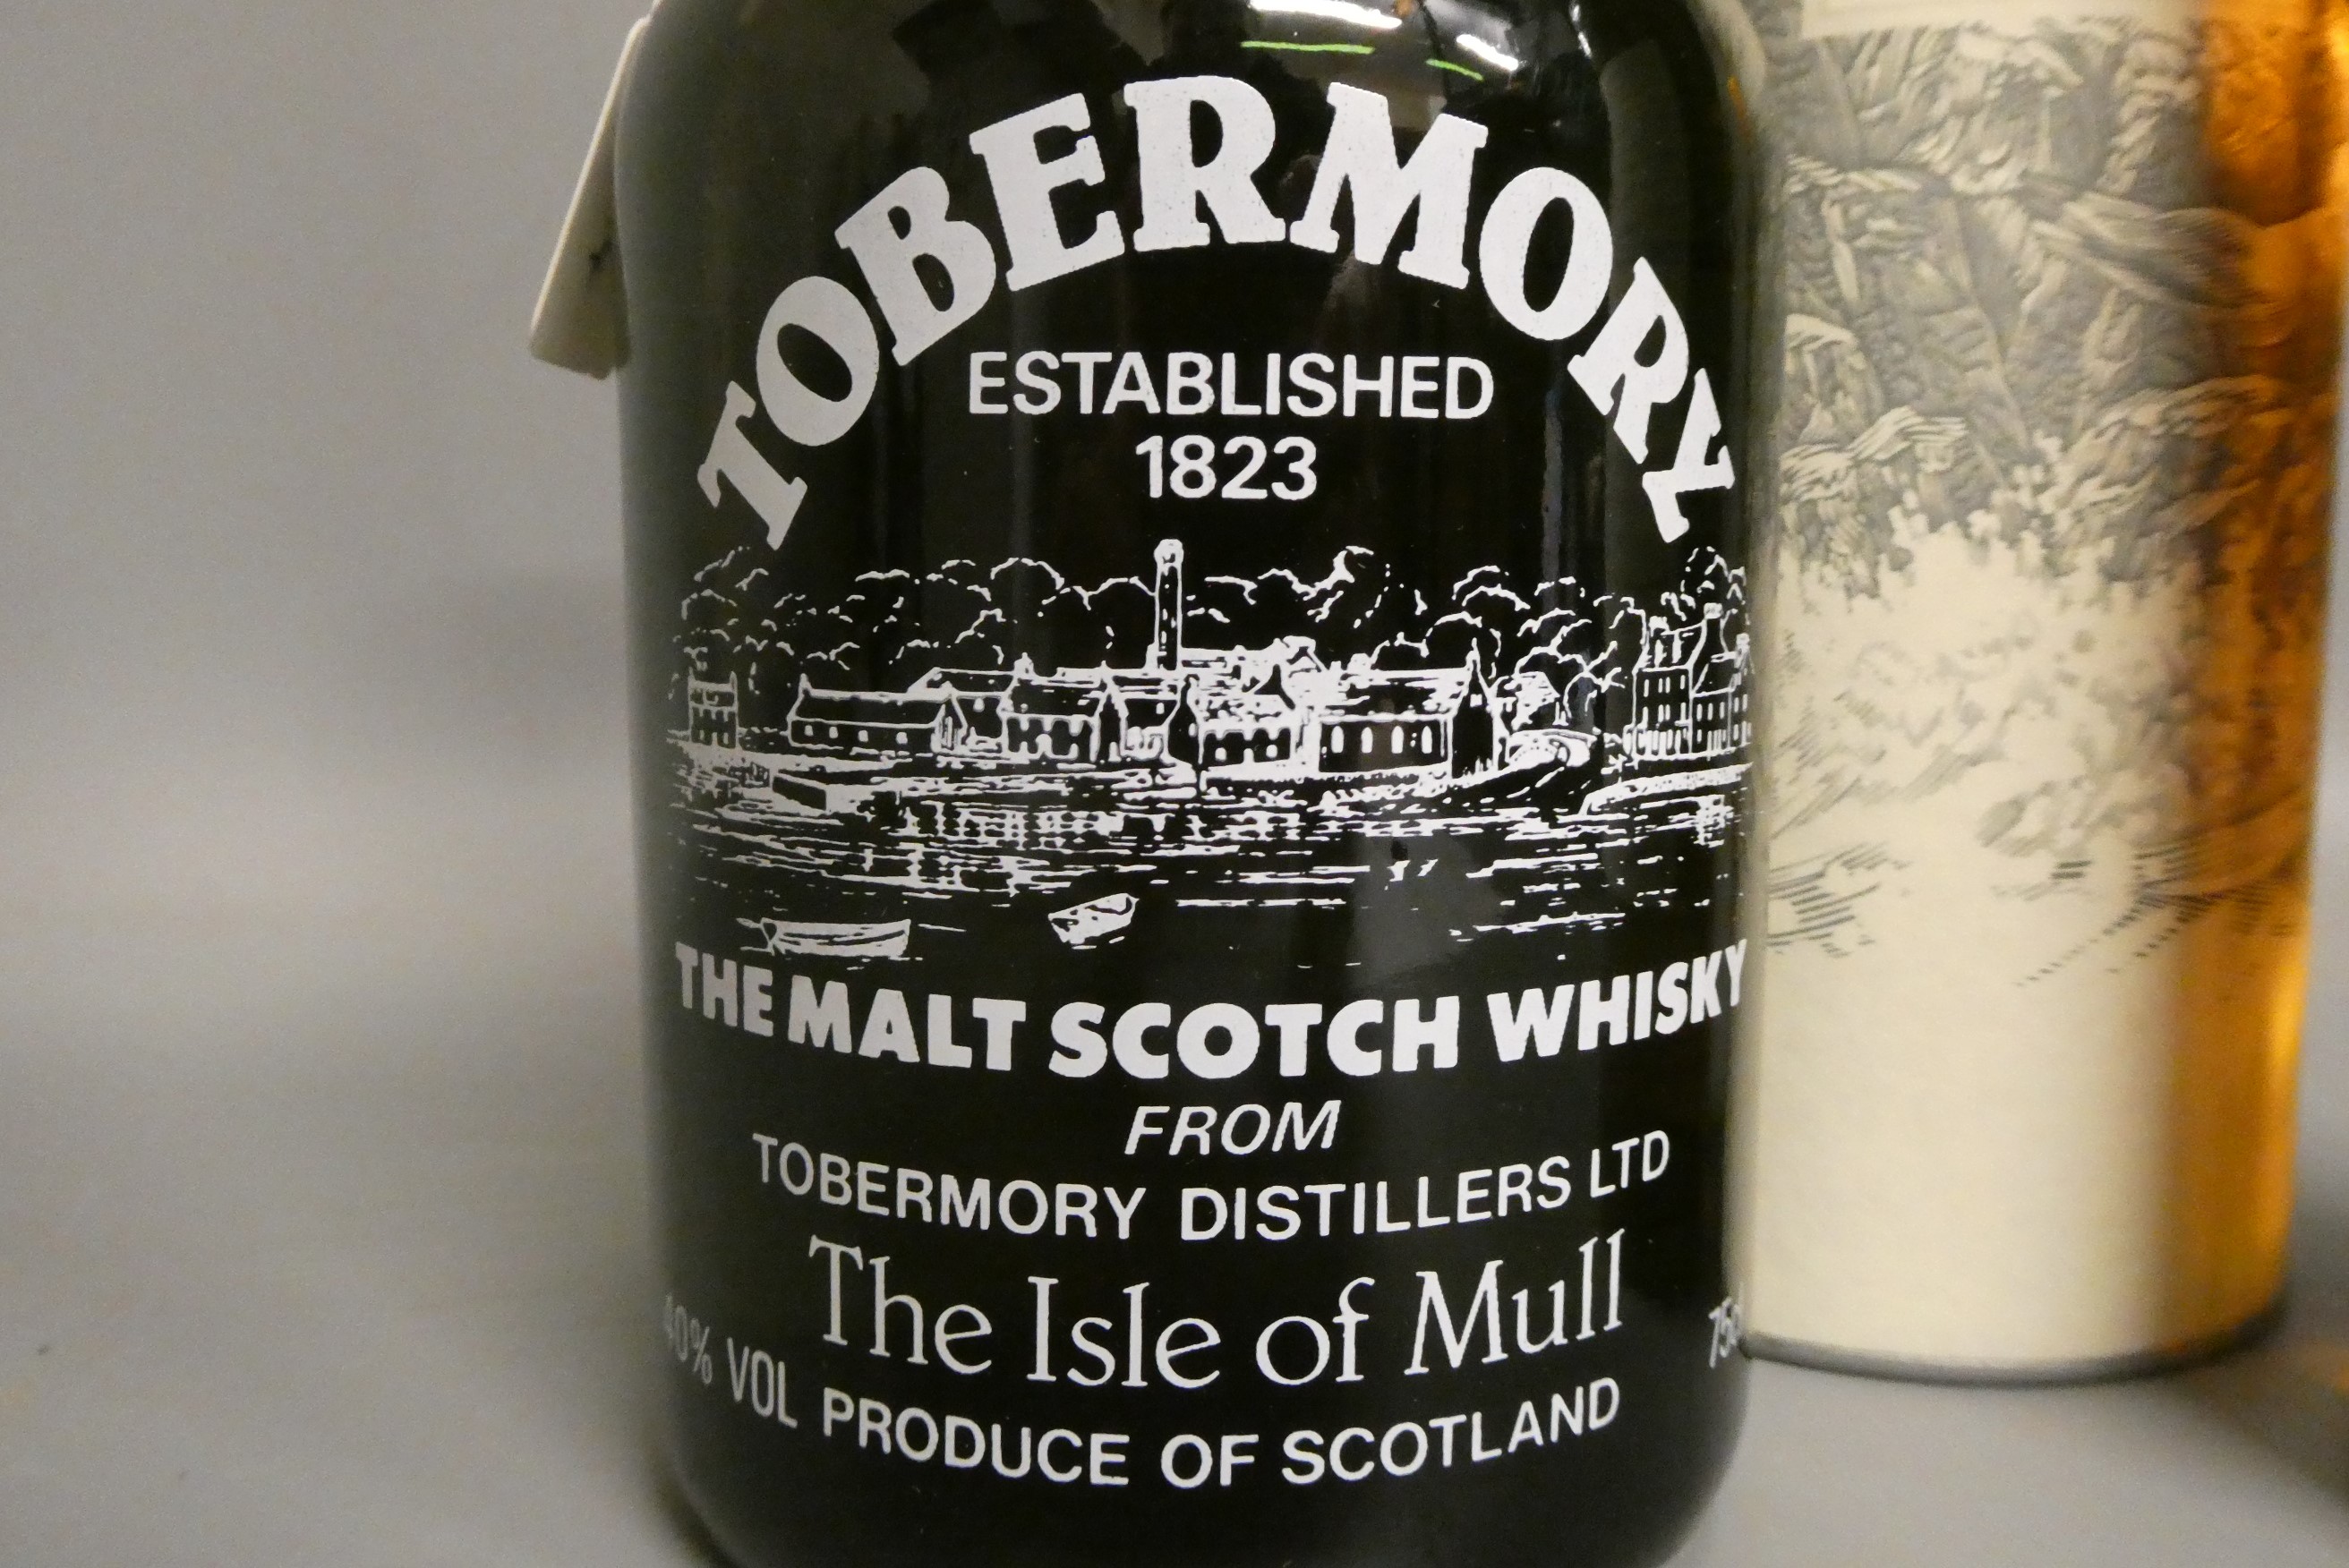 TOBERMORY
ESTABLISHED
1823
THE MALT SCOTCH WHISKY
FROM
TOBERMORY DISTILLERS LTD
The Isle of Mull
40% VOL PRODUCE OF SCOTLAND